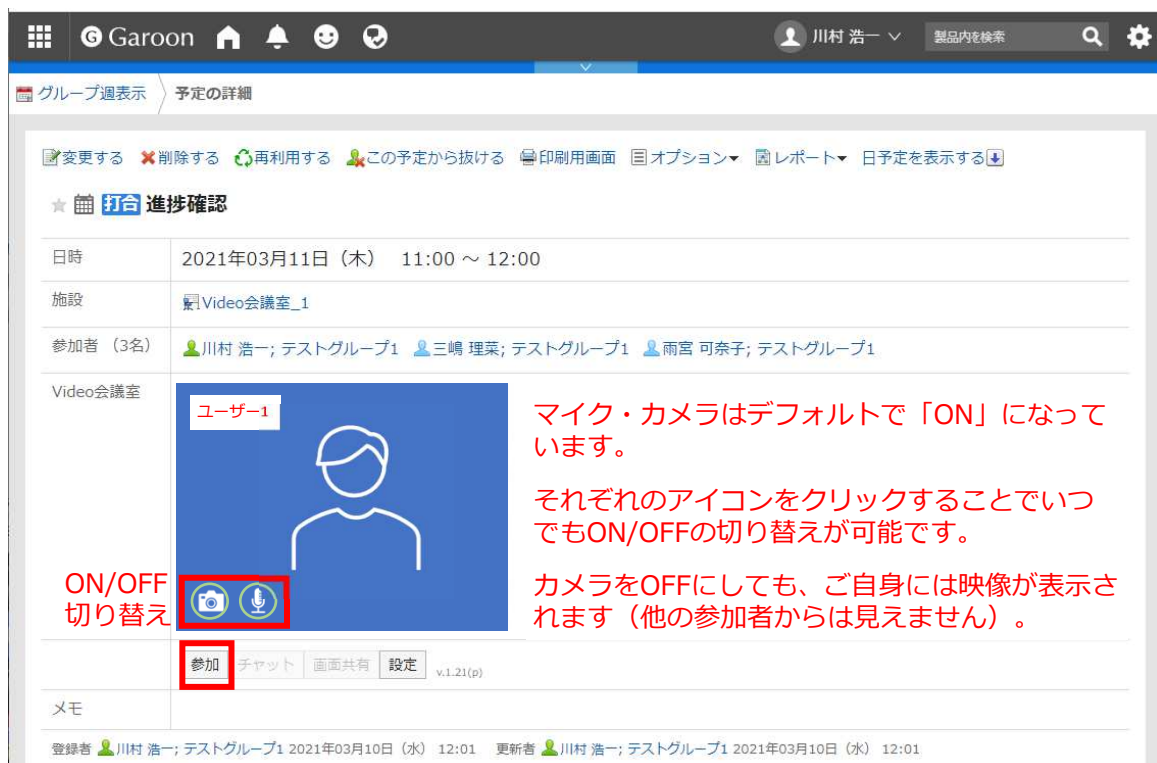 Garoon 川村 浩一 製品内を検索
グループ週表示 予定の詳細
変更する 削除する 再利用する この予定から抜ける 印刷用画面 オプション レポート 日予定を表示する
打合 進捗確認
日時 2021年03月11日（木） 11:00 ～ 12:00
施設 Video会議室_1
参加者 （3名） 川村 浩一; テストグループ1 三嶋 理菜; テストグループ1 雨宮 可奈子; テストグループ1
Video会議室
ユーザー1
マイク・カメラはデフォルトで「ON」になって
います。
それぞれのアイコンをクリックすることでいつ
でもON/OFFの切り替えが可能です。
カメラをOFFにしても、ご自身には映像が表示さ
れます（他の参加者からは見えません）。
ON/OFF
切り替え
参加 チャット 画面共有 設定 v.1.21(p)
メモ
登録者 川村 浩一; テストグループ1 2021年03月10日（水） 12:01 更新者 川村 浩一; テストグループ1 2021年03月10日（水） 12:01